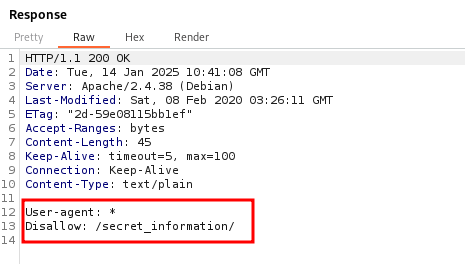 Response
Pretty Raw Hex Render
1 HTTP/1.1 200 OK
2 Date: Tue, 14 Jan 2025 10:41:08 GMT
3 Server: Apache/2.4.38 (Debian)
4 Last-Modified: Sat, 08 Feb 2020 03:26:11 GMT
5 ETag: "2d-59e08115bb1ef"
6 Accept-Ranges: bytes
7 Content-Length: 45
8 Keep-Alive: timeout=5, max=100
9 Connection: Keep-Alive
10 Content-Type: text/plain
11
12 User-agent: *
13 Disallow: /secret_information/
14